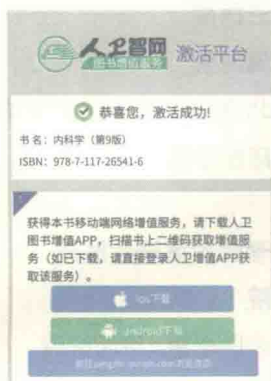 人卫智网
图书增值服务
激活平台
恭喜您，激活成功!
书 名：内科学（第9版）
ISBN：978-7-117-26541-6
获得本书移动端网络增值服务，请下载人卫
图书增值APP，扫描书上二维码获取增值服
务（如已下载，请直接登录人卫增值APP获
取该服务）。
ios下载
Android下载